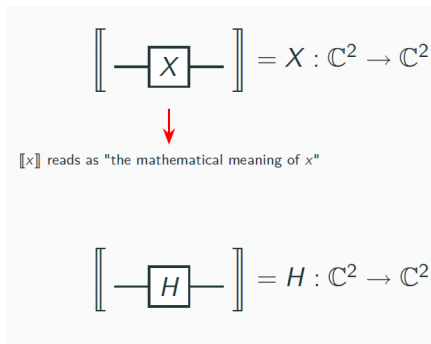 ⟦ X ⟧ = X : ℂ² → ℂ²
⟦x⟧ reads as "the mathematical meaning of x"
⟦ H ⟧ = H : ℂ² → ℂ²